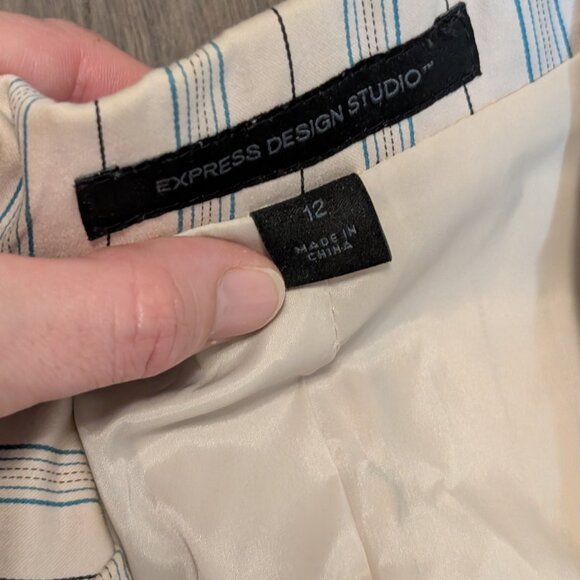 EXPRESS DESIGN STUDIO™
12
MADE IN
CHINA